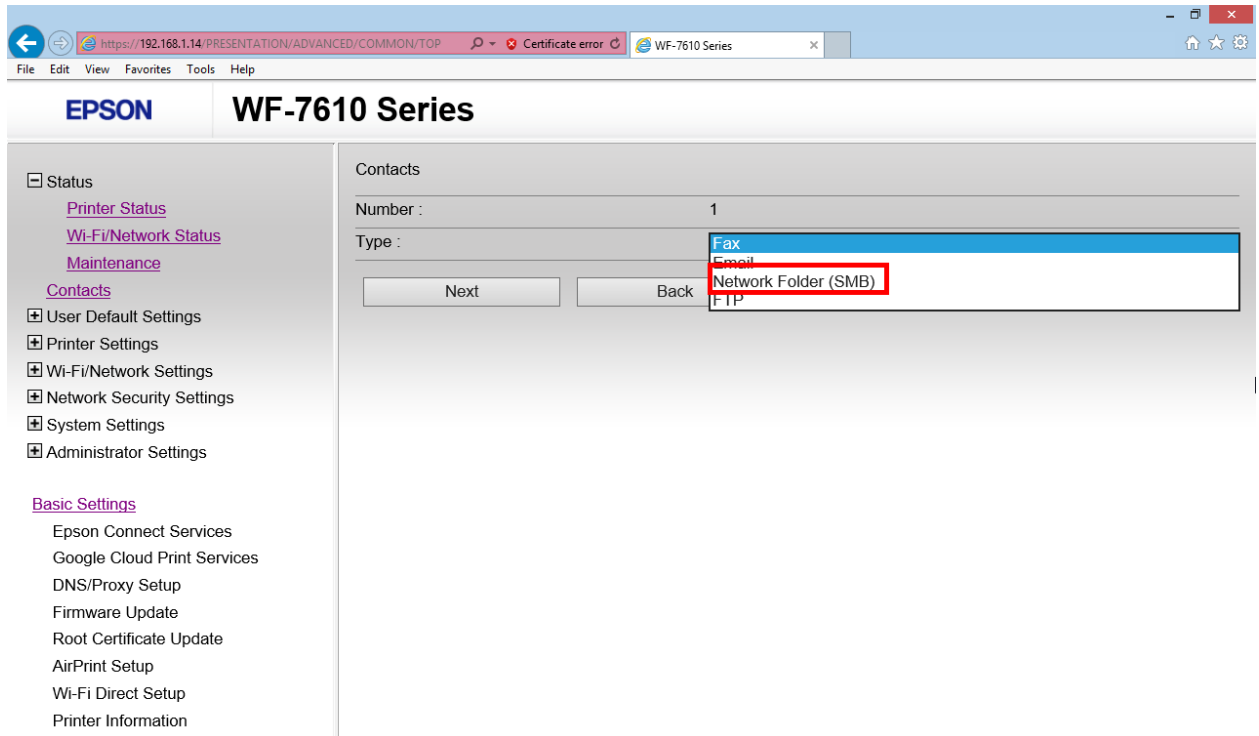 https://192.168.1.14/PRESENTATION/ADVANCED/COMMON/TOP
Certificate error
WF-7610 Series
File Edit View Favorites Tools Help
EPSON
WF-7610 Series
Status
Printer Status
Wi-Fi/Network Status
Maintenance
Contacts
User Default Settings
Printer Settings
Wi-Fi/Network Settings
Network Security Settings
System Settings
Administrator Settings
Basic Settings
Epson Connect Services
Google Cloud Print Services
DNS/Proxy Setup
Firmware Update
Root Certificate Update
AirPrint Setup
Wi-Fi Direct Setup
Printer Information
Contacts
Number : 1
Type :
Fax
Email
Network Folder (SMB)
FTP
Next Back